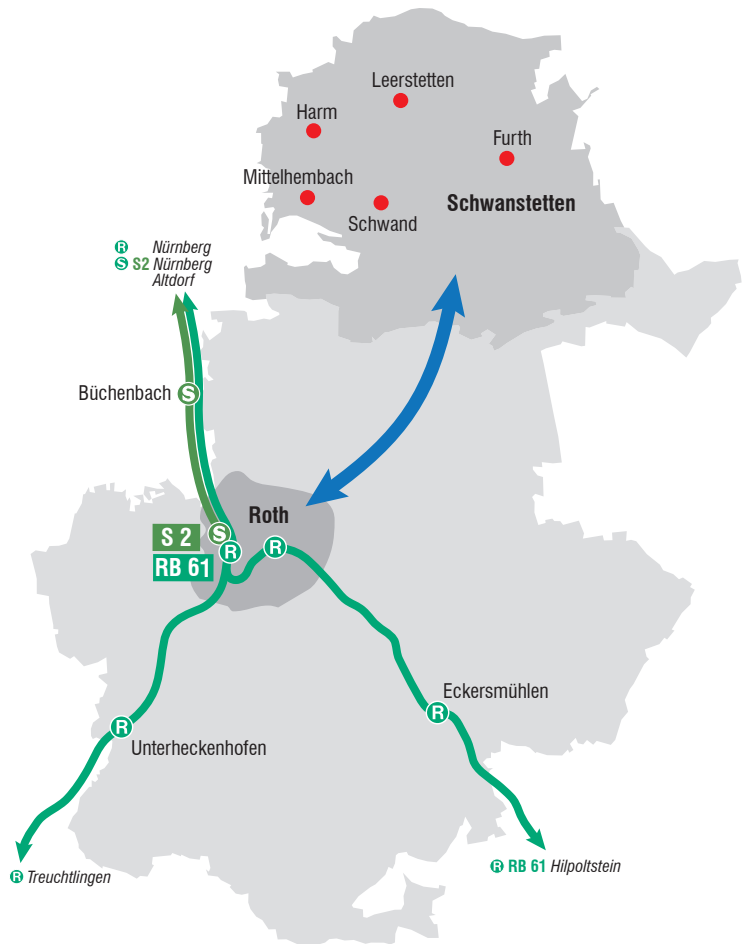 Leerstetten
Harm
Furth
Mittelhembach
Schwanstetten
Schwand
R Nürnberg
S S2 Nürnberg
Altdorf
Büchenbach S
Roth
S 2 S
RB 61 R
R
Eckersmühlen
R
R
Unterheckenhofen
R RB 61 Hilpoltstein
R Treuchtlingen